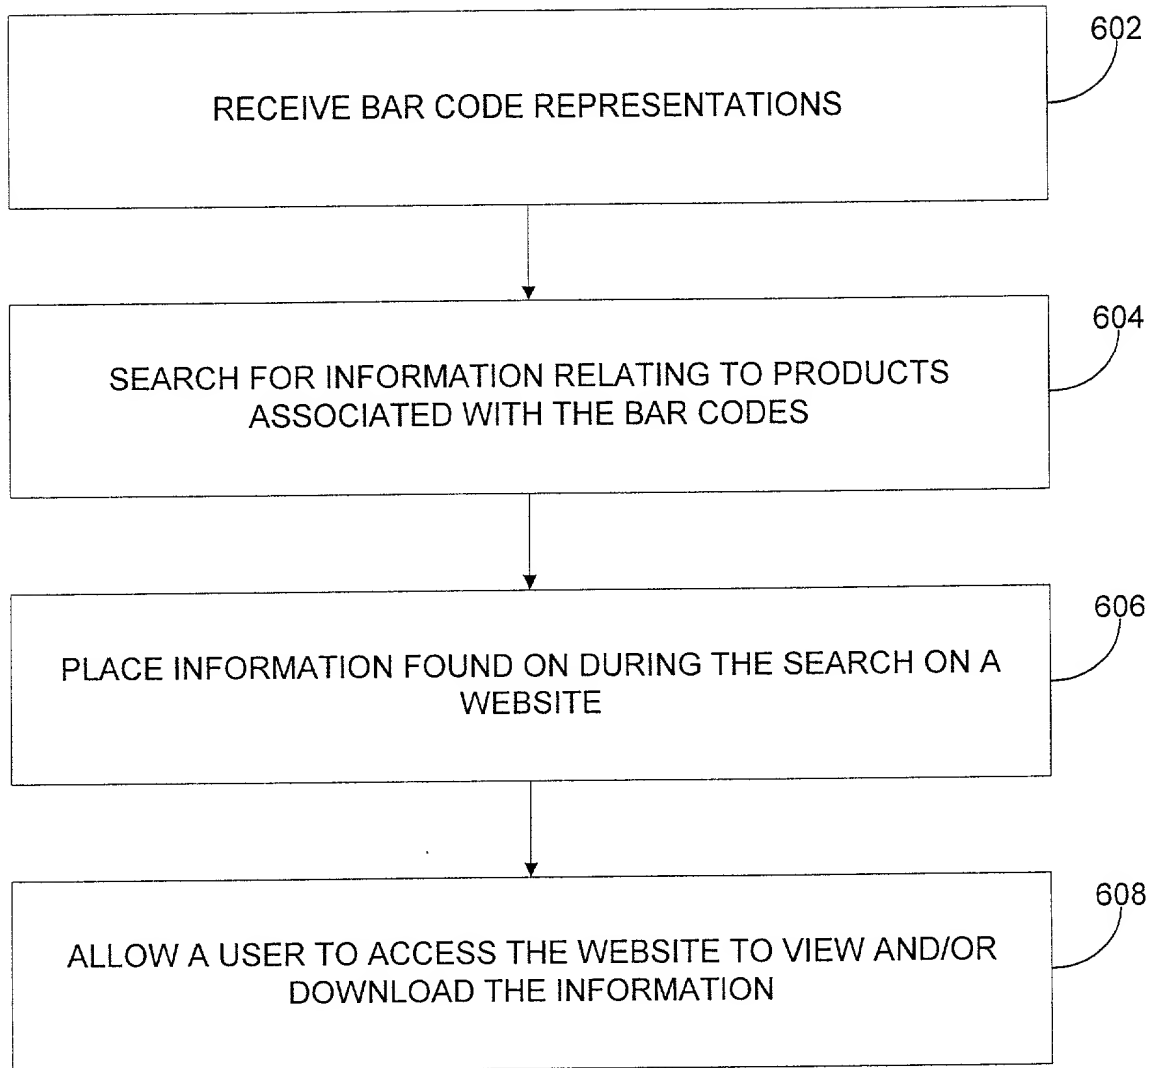 602
RECEIVE BAR CODE REPRESENTATIONS
604
SEARCH FOR INFORMATION RELATING TO PRODUCTS
ASSOCIATED WITH THE BAR CODES
606
PLACE INFORMATION FOUND ON DURING THE SEARCH ON A
WEBSITE
608
ALLOW A USER TO ACCESS THE WEBSITE TO VIEW AND/OR
DOWNLOAD THE INFORMATION